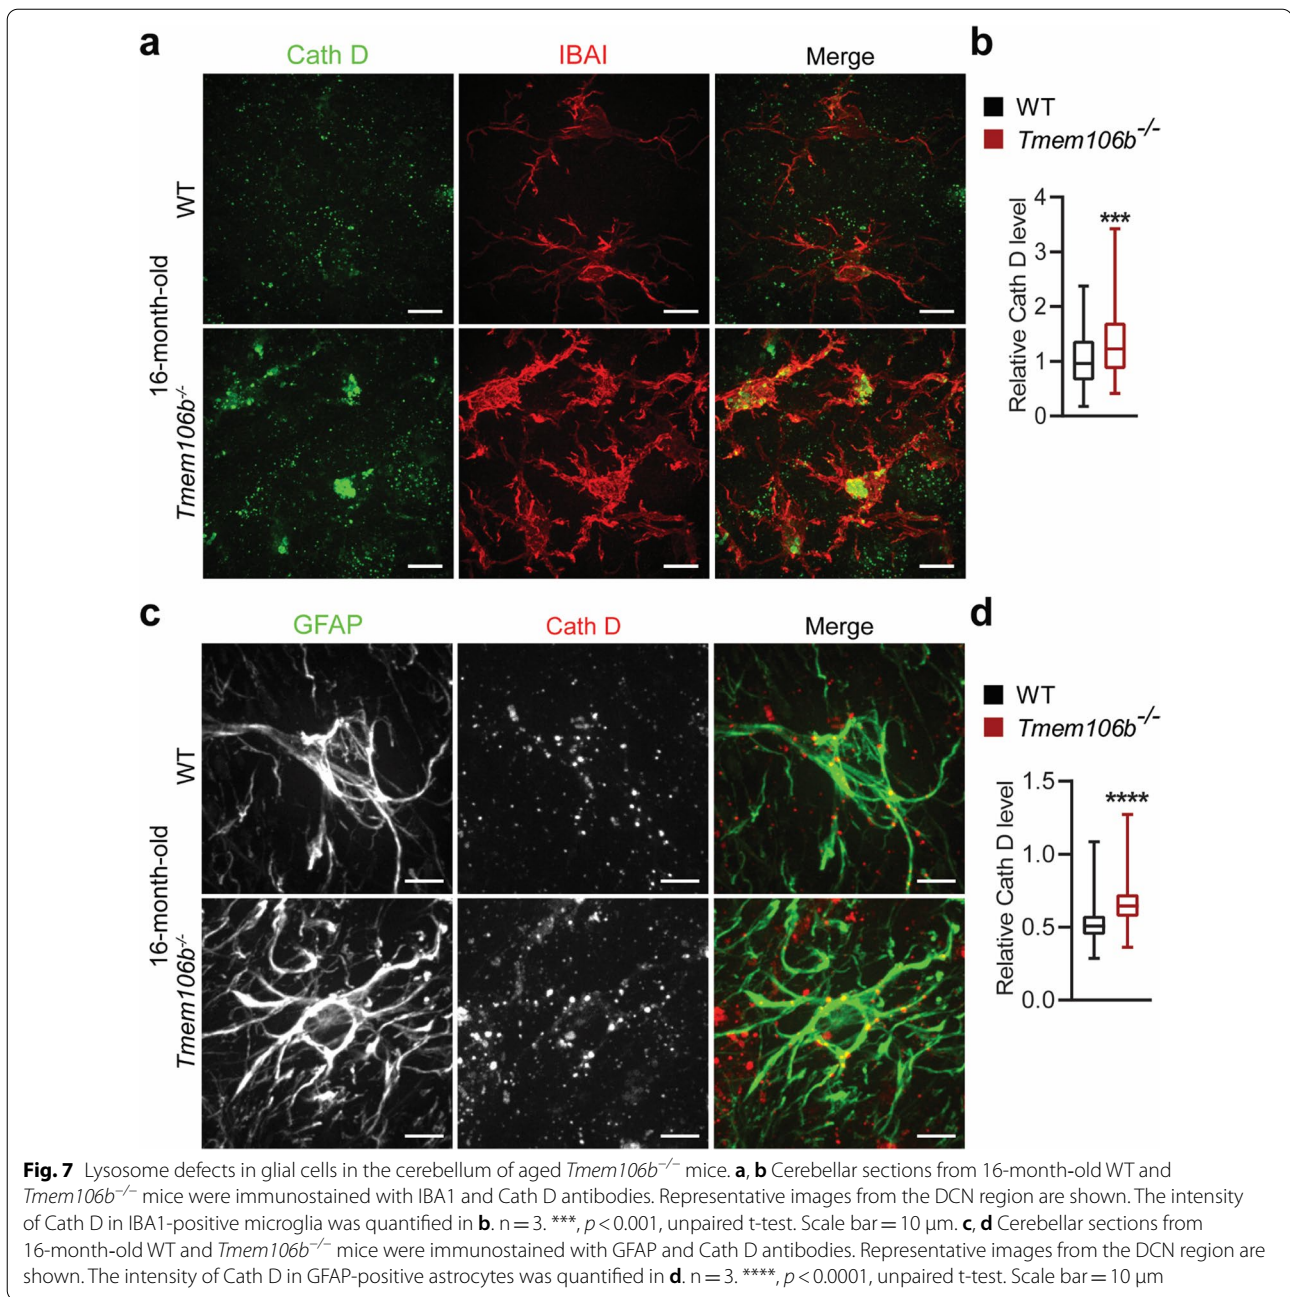 a
Cath D
IBAI
Merge
WT
16-month-old
Tmem106b-/-
b
WT
Tmem106b-/-
Relative Cath D level
4
3
2
1
0
***
c
GFAP
Cath D
Merge
WT
16-month-old
Tmem106b-/-
d
WT
Tmem106b-/-
Relative Cath D level
1.5
1.0
0.5
0.0
****
Fig. 7 Lysosome defects in glial cells in the cerebellum of aged Tmem106b−/− mice. a, b Cerebellar sections from 16-month-old WT and
Tmem106b−/− mice were immunostained with IBA1 and Cath D antibodies. Representative images from the DCN region are shown. The intensity
of Cath D in IBA1-positive microglia was quantified in b. n = 3. ***, p < 0.001, unpaired t-test. Scale bar = 10 µm. c, d Cerebellar sections from
16-month-old WT and Tmem106b−/− mice were immunostained with GFAP and Cath D antibodies. Representative images from the DCN region are
shown. The intensity of Cath D in GFAP-positive astrocytes was quantified in d. n = 3. ****, p < 0.0001, unpaired t-test. Scale bar = 10 µm